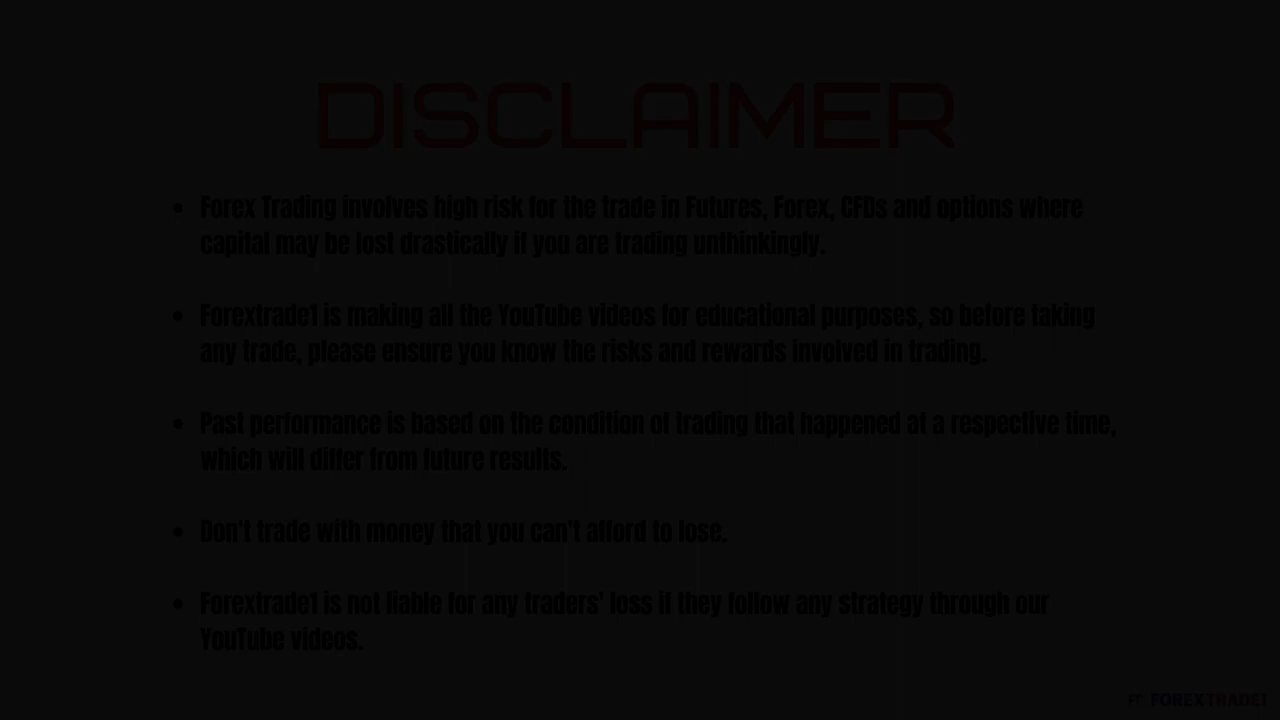 DISCLAIMER
• Forex Trading involves high risk for the trade in Futures, Forex, CFDs and options where
capital may be lost drastically if you are trading unthinkingly.
• Forextrade1 is making all the YouTube videos for educational purposes, so before taking
any trade, please ensure you know the risks and rewards involved in trading.
• Past performance is based on the condition of trading that happened at a respective time,
which will differ from future results.
• Don't trade with money that you can't afford to lose.
• Forextrade1 is not liable for any traders' loss if they follow any strategy through our
YouTube videos.
FT1 FOREXTRADE1